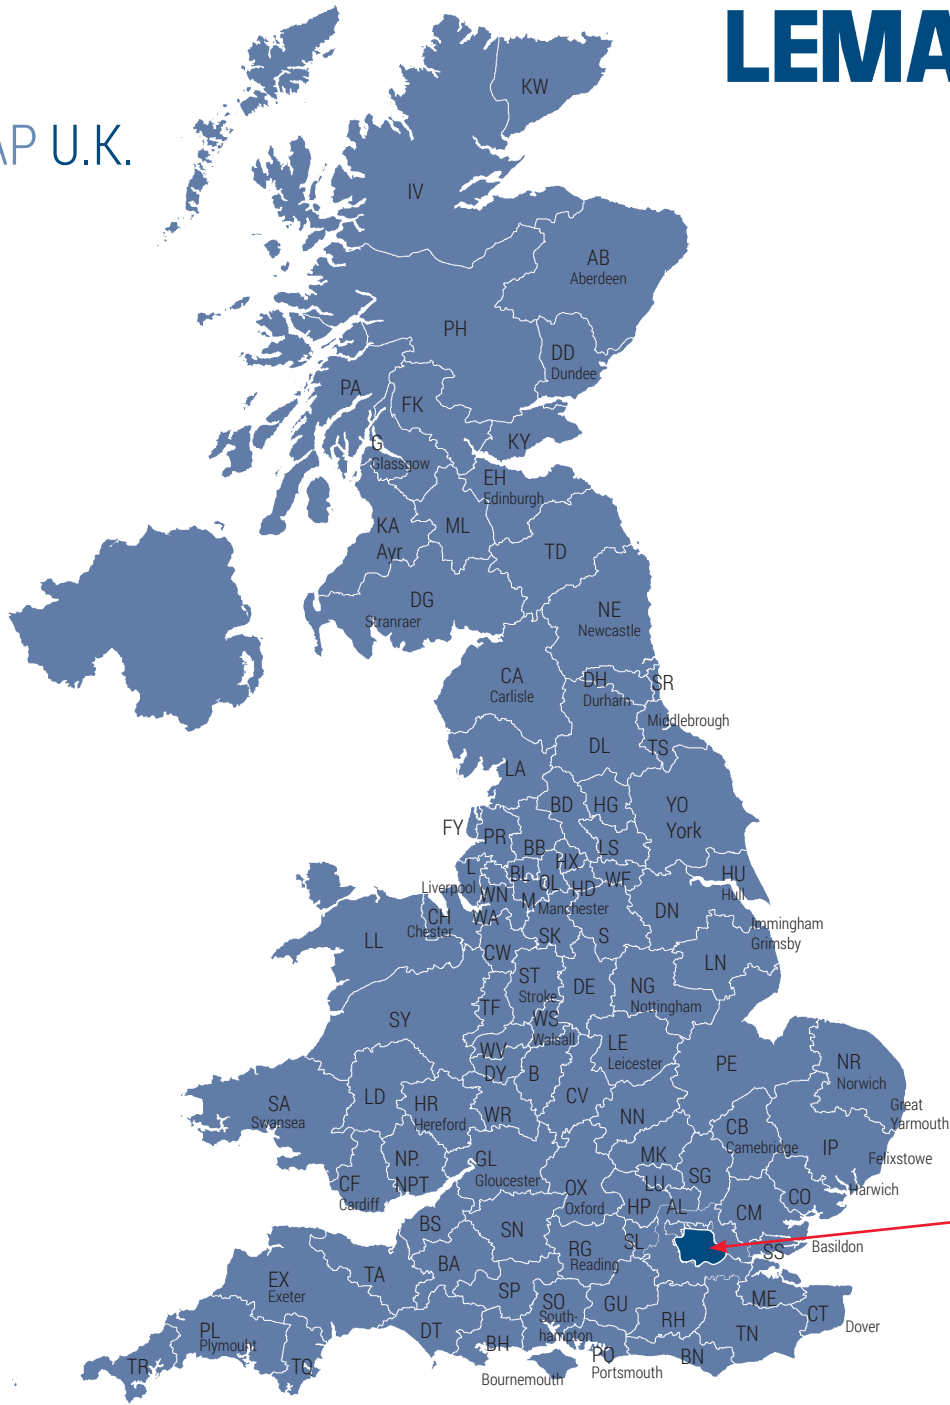 LEMA
AP U.K.
KW
IV
AB
Aberdeen
PH
DD
Dundee
PA
FK
KY
G
Glassgow
EH
Edinburgh
KA
Ayr
ML
TD
DG
Stranraer
NE
Newcastle
CA
Carlisle
DH
Durham
SR
Middlebrough
TS
DL
LA
BD
HG
YO
York
FY
PR
BB
LS
HX
L
Liverpool
BL
OL
HD
WF
HU
Hull
WN
M
Manchester
DN
CH
Chester
WA
Immingham
Grimsby
LL
CW
SK
S
LN
ST
Stroke
DE
NG
Nottingham
TF
SY
WS
Walsall
WV
LE
Leicester
PE
NR
Norwich
DY
B
CV
LD
SA
Swansea
HR
Hereford
WR
NN
Great
Yarmouth
CB
Camebridge
IP
Felixstowe
NP.
NPT
GL
Gloucester
MK
SG
CF
Cardiff
OX
Oxford
LU
HP
AL
CO
Harwich
CM
BS
SN
RG
Reading
SL
SS
Basildon
BA
TA
EX
Exeter
SP
SO
South-
hampton
GU
RH
ME
CT
Dover
TN
PL
Plymouht
DT
BH
Bournemouth
PO
Portsmouth
BN
TR
TQ